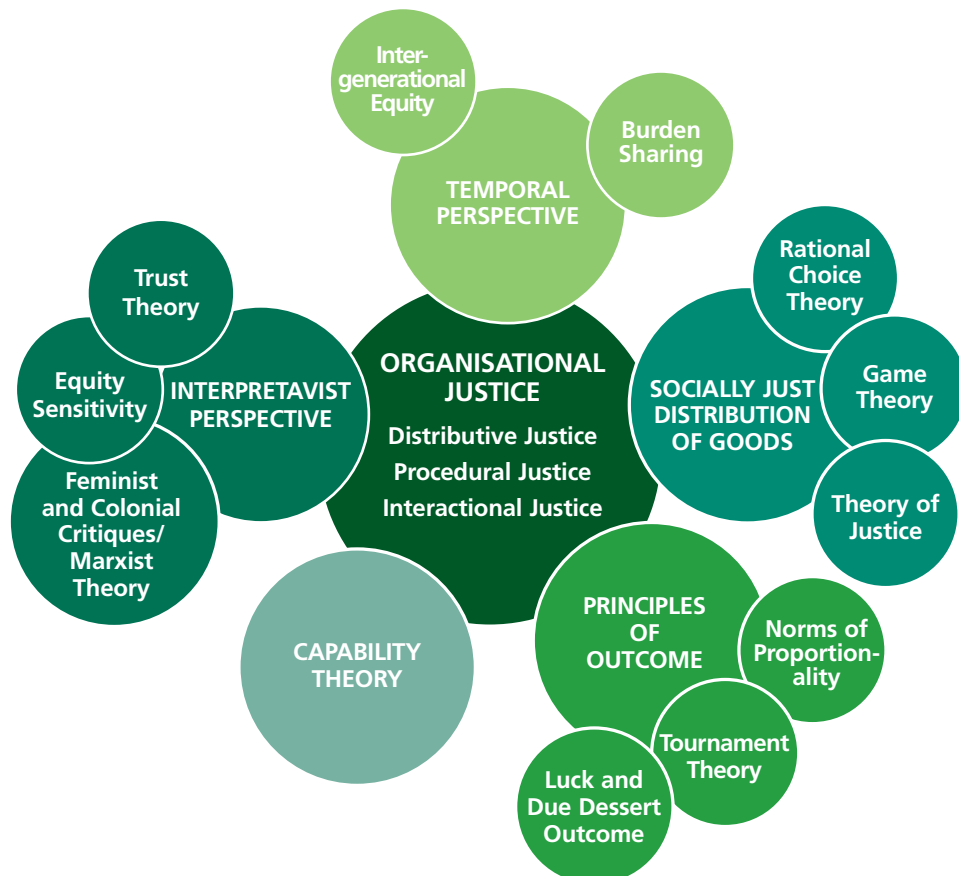 Inter-
generational
Equity
Burden
Sharing
TEMPORAL
PERSPECTIVE
Trust
Theory
Equity
Sensitivity
INTERPRETAVIST
PERSPECTIVE
Feminist
and Colonial
Critiques/
Marxist
Theory
ORGANISATIONAL
JUSTICE
Distributive Justice
Procedural Justice
Interactional Justice
Rational
Choice
Theory
SOCIALLY JUST
DISTRIBUTION
OF GOODS
Game
Theory
Theory of
Justice
CAPABILITY
THEORY
PRINCIPLES
OF
OUTCOME
Norms of
Proportion-
ality
Tournament
Theory
Luck and
Due Dessert
Outcome